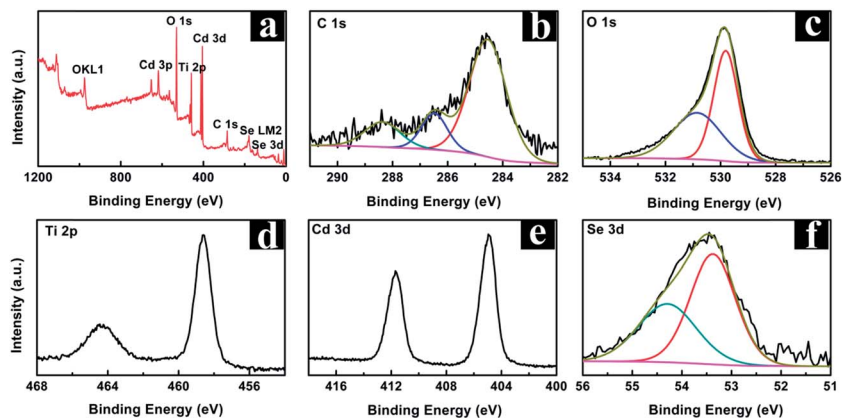 a
O 1s
Cd 3d
Cd 3p
Ti 2p
OKL1
C 1s
Se LM2
Se 3d
Intensity (a.u.)
1200 800 400 0
Binding Energy (eV)
C 1s
b
290 288 286 284 282
Binding Energy (eV)
O 1s
c
534 532 530 528 526
Binding Energy (eV)
Ti 2p
d
Intensity (a.u.)
468 464 460 456
Binding Energy (eV)
Cd 3d
e
416 412 408 404 400
Binding Energy (eV)
Se 3d
f
56 55 54 53 52 51
Binding Energy (eV)